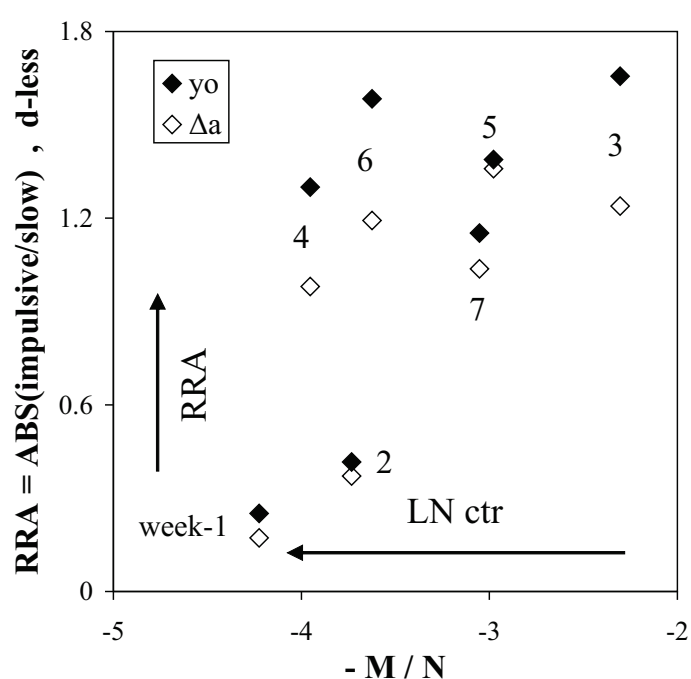 1.8
yo
Δa
5
3
6
1.2
4
7
RRA = ABS(impulsive/slow) , d-less
RRA
0.6
2
LN ctr
week-1
0
-5 -4 -3 -2
- M / N